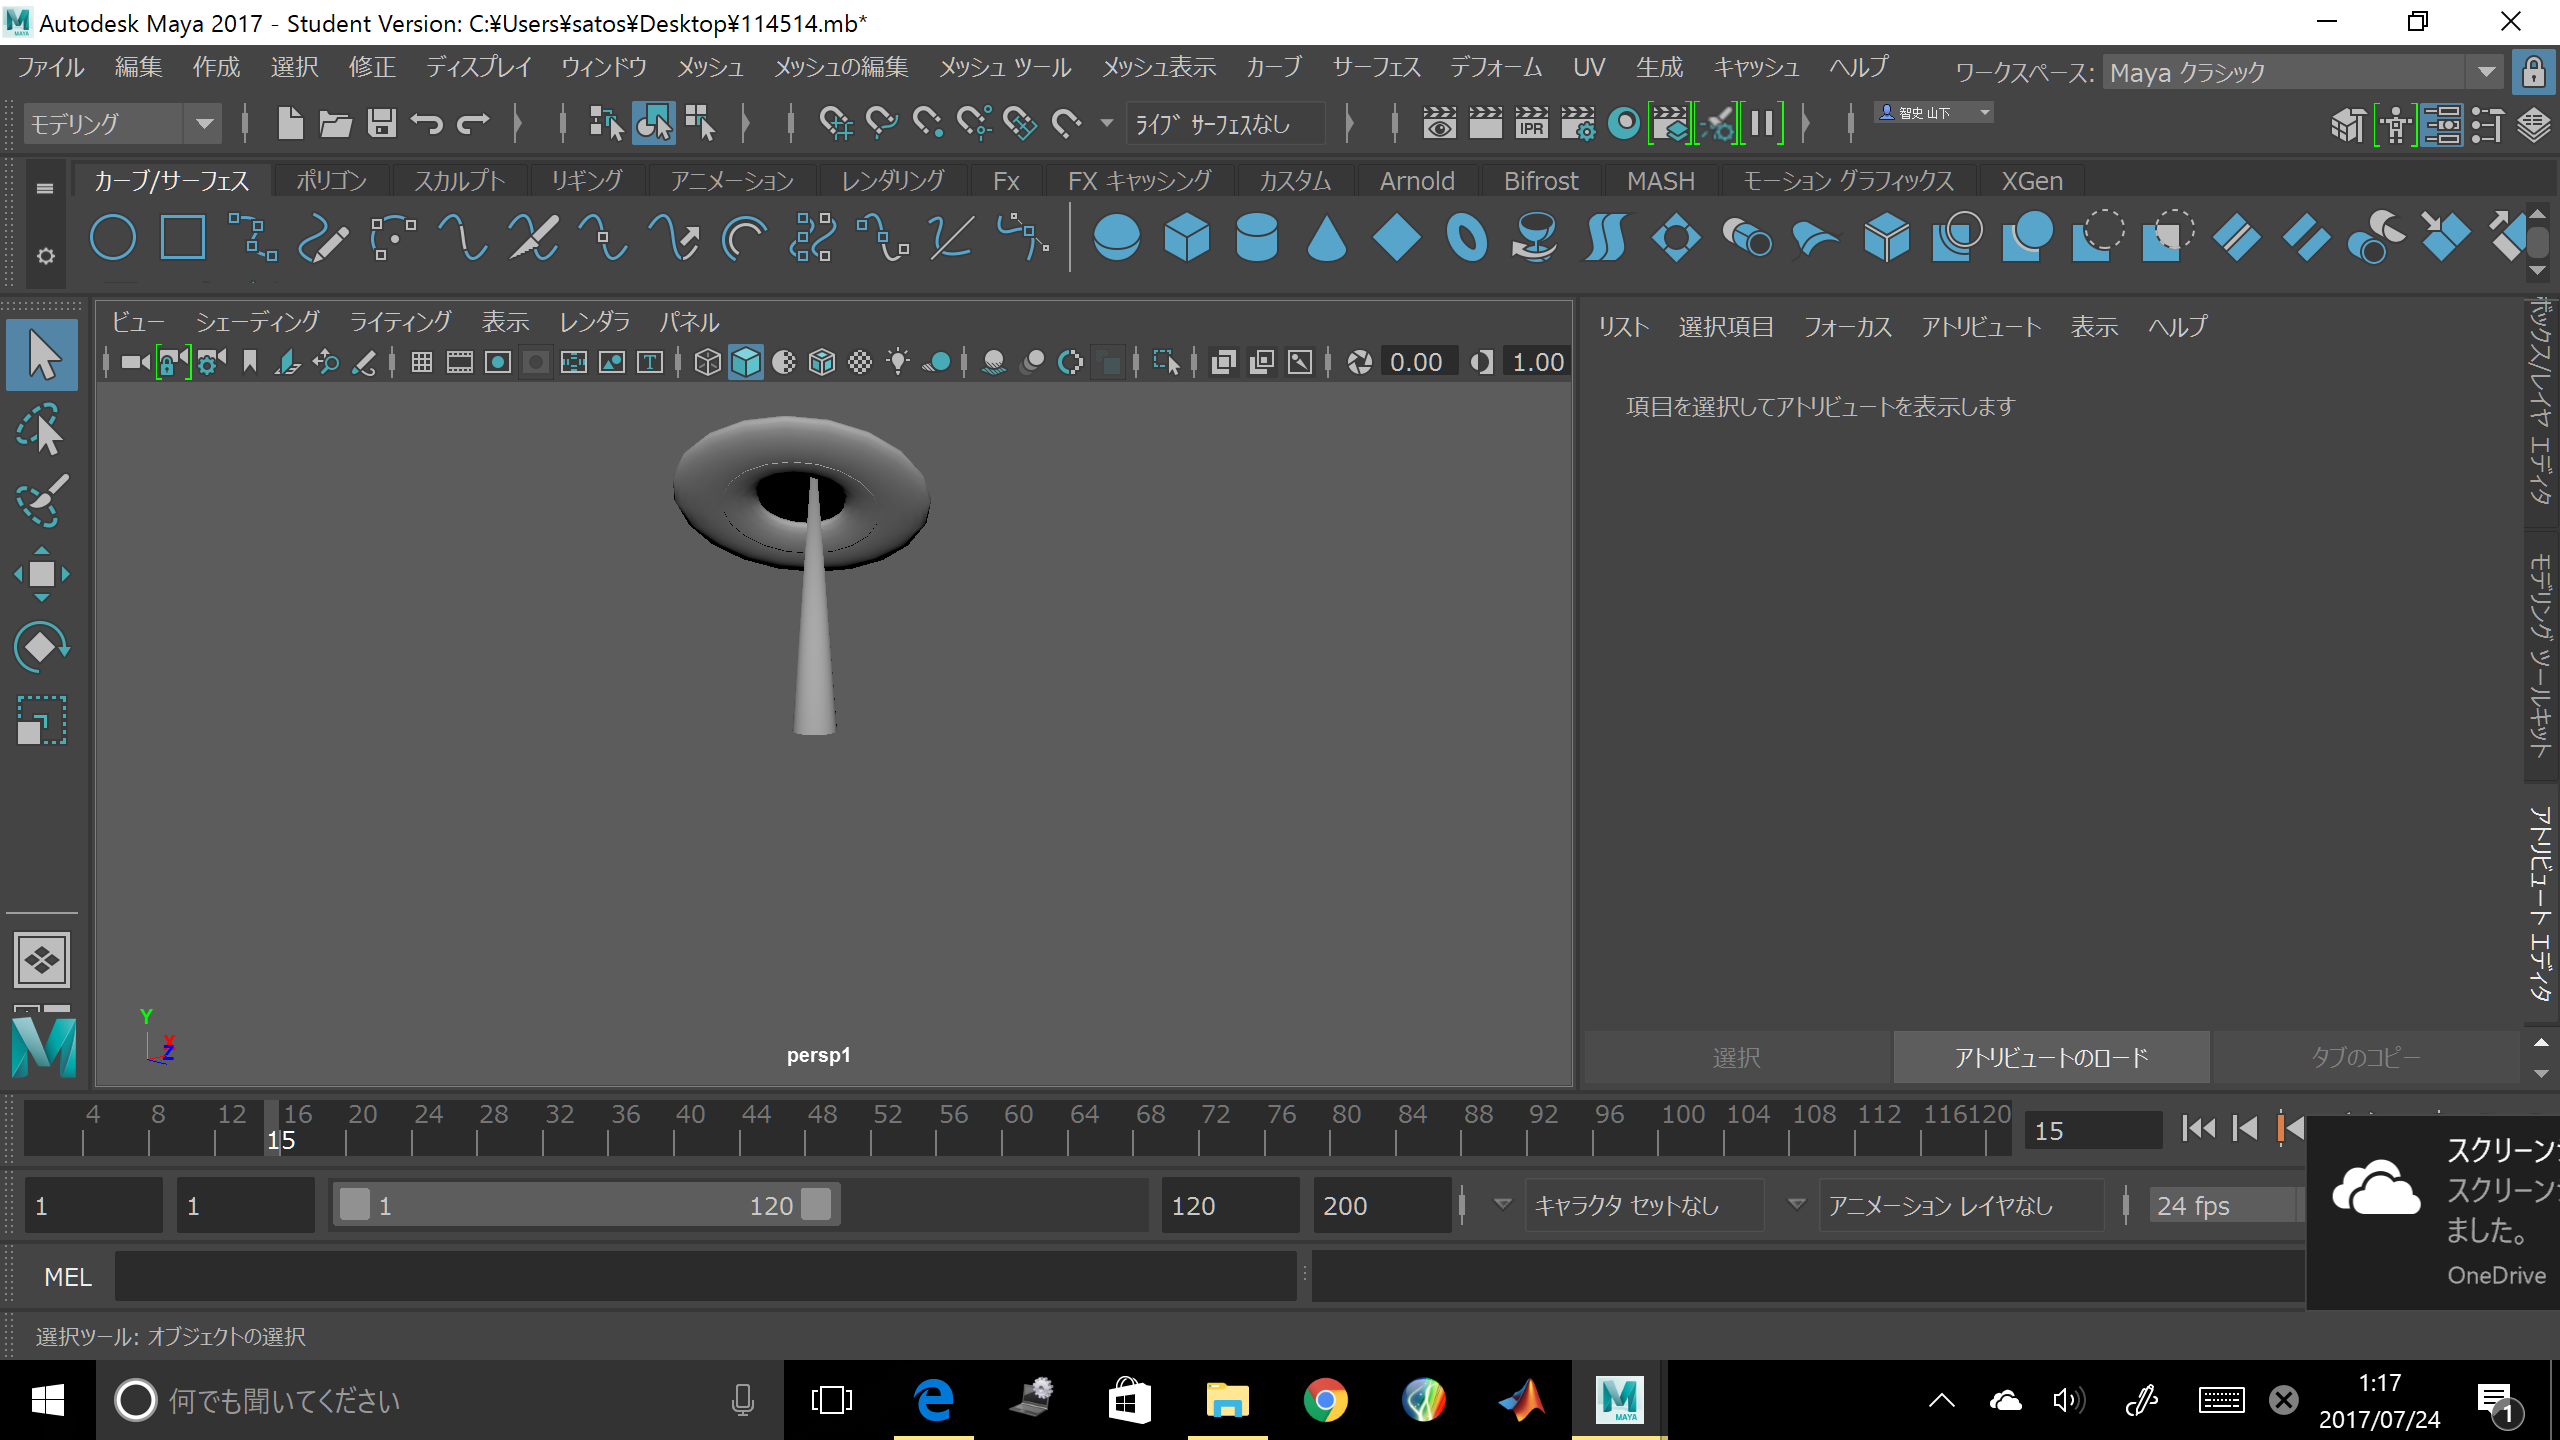 Autodesk Maya 2017 - Student Version: C:¥Users¥satos¥Desktop¥114514.mb*
ファイル 編集 作成 選択 修正 ディスプレイ ウィンドウ メッシュ メッシュの編集 メッシュ ツール メッシュ表示 カーブ サーフェス デフォーム UV 生成 キャッシュ ヘルプ ワークスペース: Maya クラシック
モデリング ライブ サーフェスなし IPR 智史 山下
カーブ/サーフェス ポリゴン スカルプト リギング アニメーション レンダリング Fx FX キャッシング カスタム Arnold Bifrost MASH モーション グラフィックス XGen
ビュー シェーディング ライティング 表示 レンダラ パネル
0.00 1.00
persp1
Y
X
Z
リスト 選択項目 フォーカス アトリビュート 表示 ヘルプ
項目を選択してアトリビュートを表示します
選択 アトリビュートのロード タブのコピー
ボックス/レイヤ エディタ
モデリング ツールキット
アトリビュート エディタ
4 8 12 16 20 24 28 32 36 40 44 48 52 56 60 64 68 72 76 80 84 88 92 96 100 104 108 112 116 120
15
15
1 1 1 120 120 200 キャラクタ セットなし アニメーション レイヤなし 24 fps
MEL
選択ツール: オブジェクトの選択
スクリーン
スクリーン
ました。
OneDrive
何でも聞いてください
MAYA
1:17
2017/07/24
1